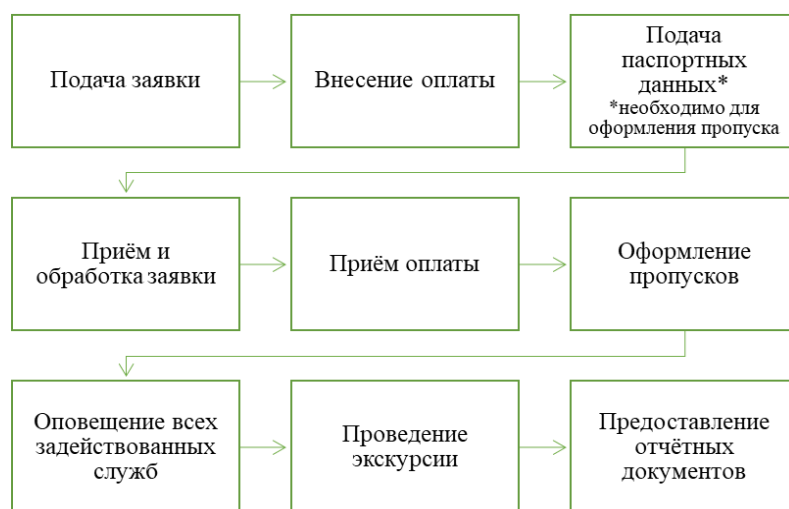 Подача заявки
Внесение оплаты
Подача
паспортных
данных*
*необходимо для
оформления пропуска
Приём и
обработка заявки
Приём оплаты
Оформление
пропусков
Оповещение всех
задействованных
служб
Проведение
экскурсии
Предоставление
отчётных
документов